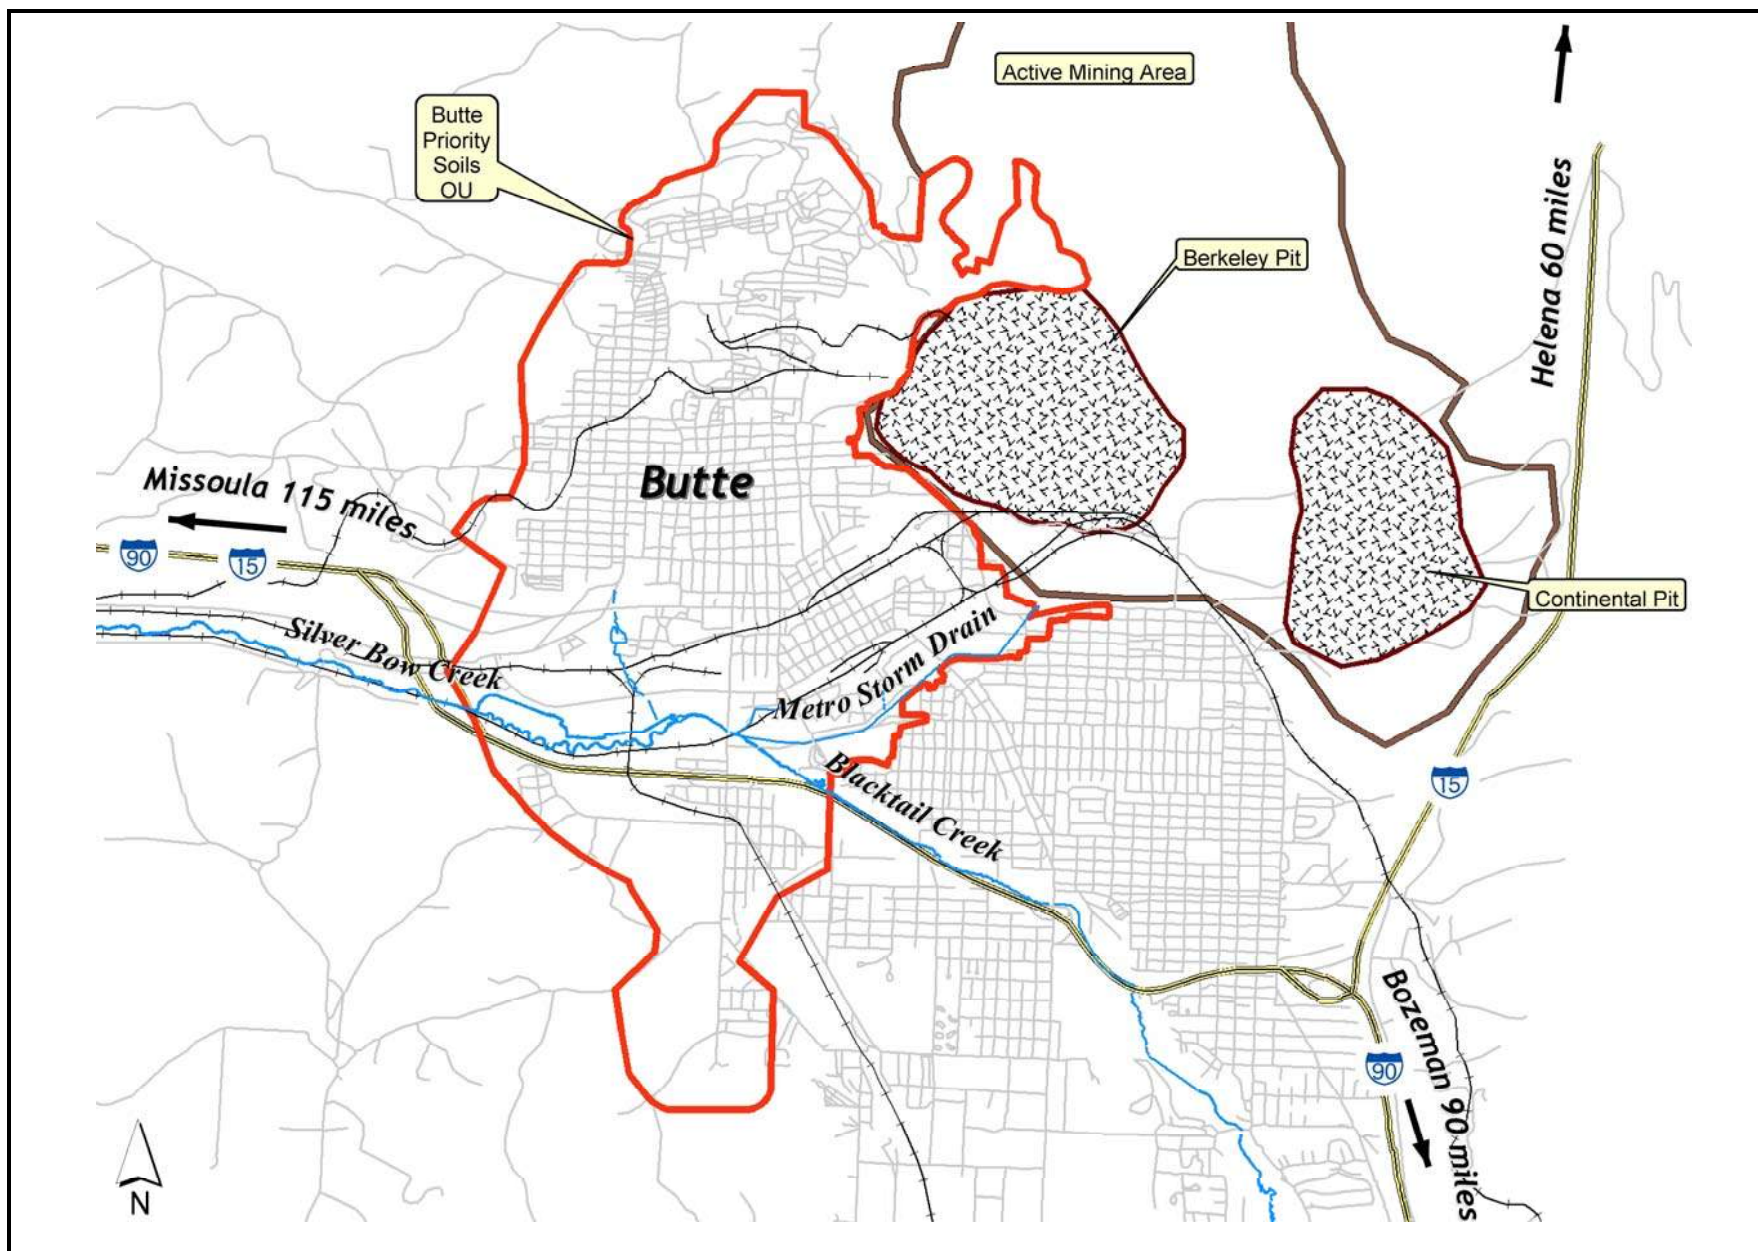 Active Mining Area
Butte
Priority
Soils
OU
Helena 60 miles
Berkeley Pit
Butte
Missoula 115 miles
90
15
Continental Pit
Silver Bow Creek
Metro Storm Drain
Blacktail Creek
15
Bozeman 90 miles
90
N